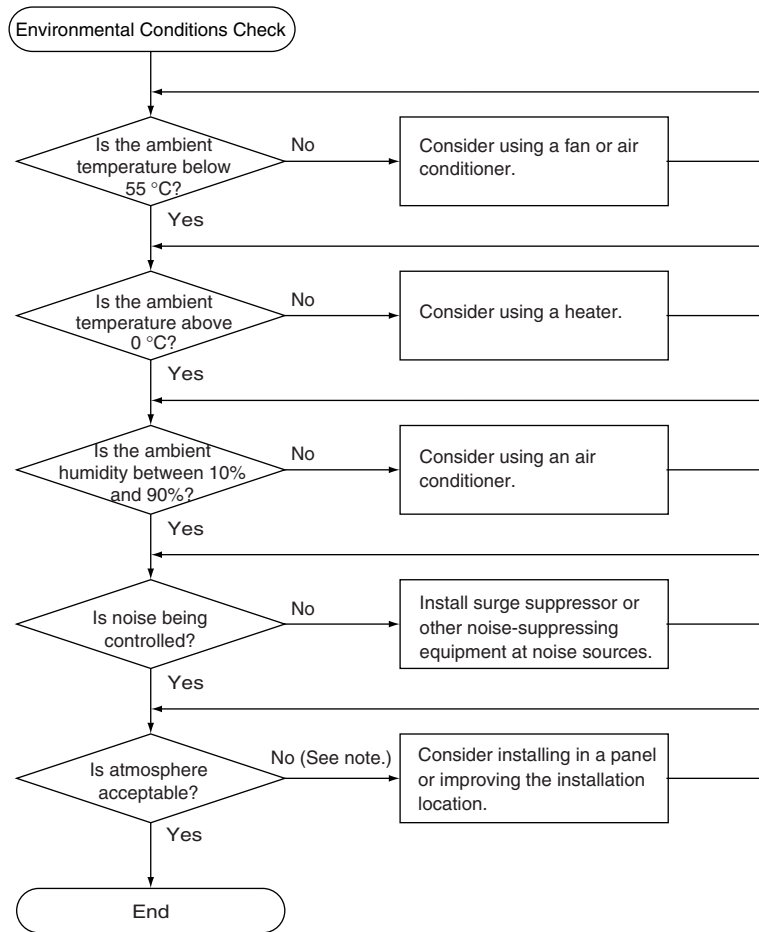 Environmental Conditions Check
Is the ambient
temperature below
55 °C?
No
Consider using a fan or air
conditioner.
Yes
Is the ambient
temperature above
0 °C?
No
Consider using a heater.
Yes
Is the ambient
humidity between 10%
and 90%?
No
Consider using an air
conditioner.
Yes
Is noise being
controlled?
No
Install surge suppressor or
other noise-suppressing
equipment at noise sources.
Yes
Is atmosphere
acceptable?
No (See note.)
Consider installing in a panel
or improving the installation
location.
Yes
End